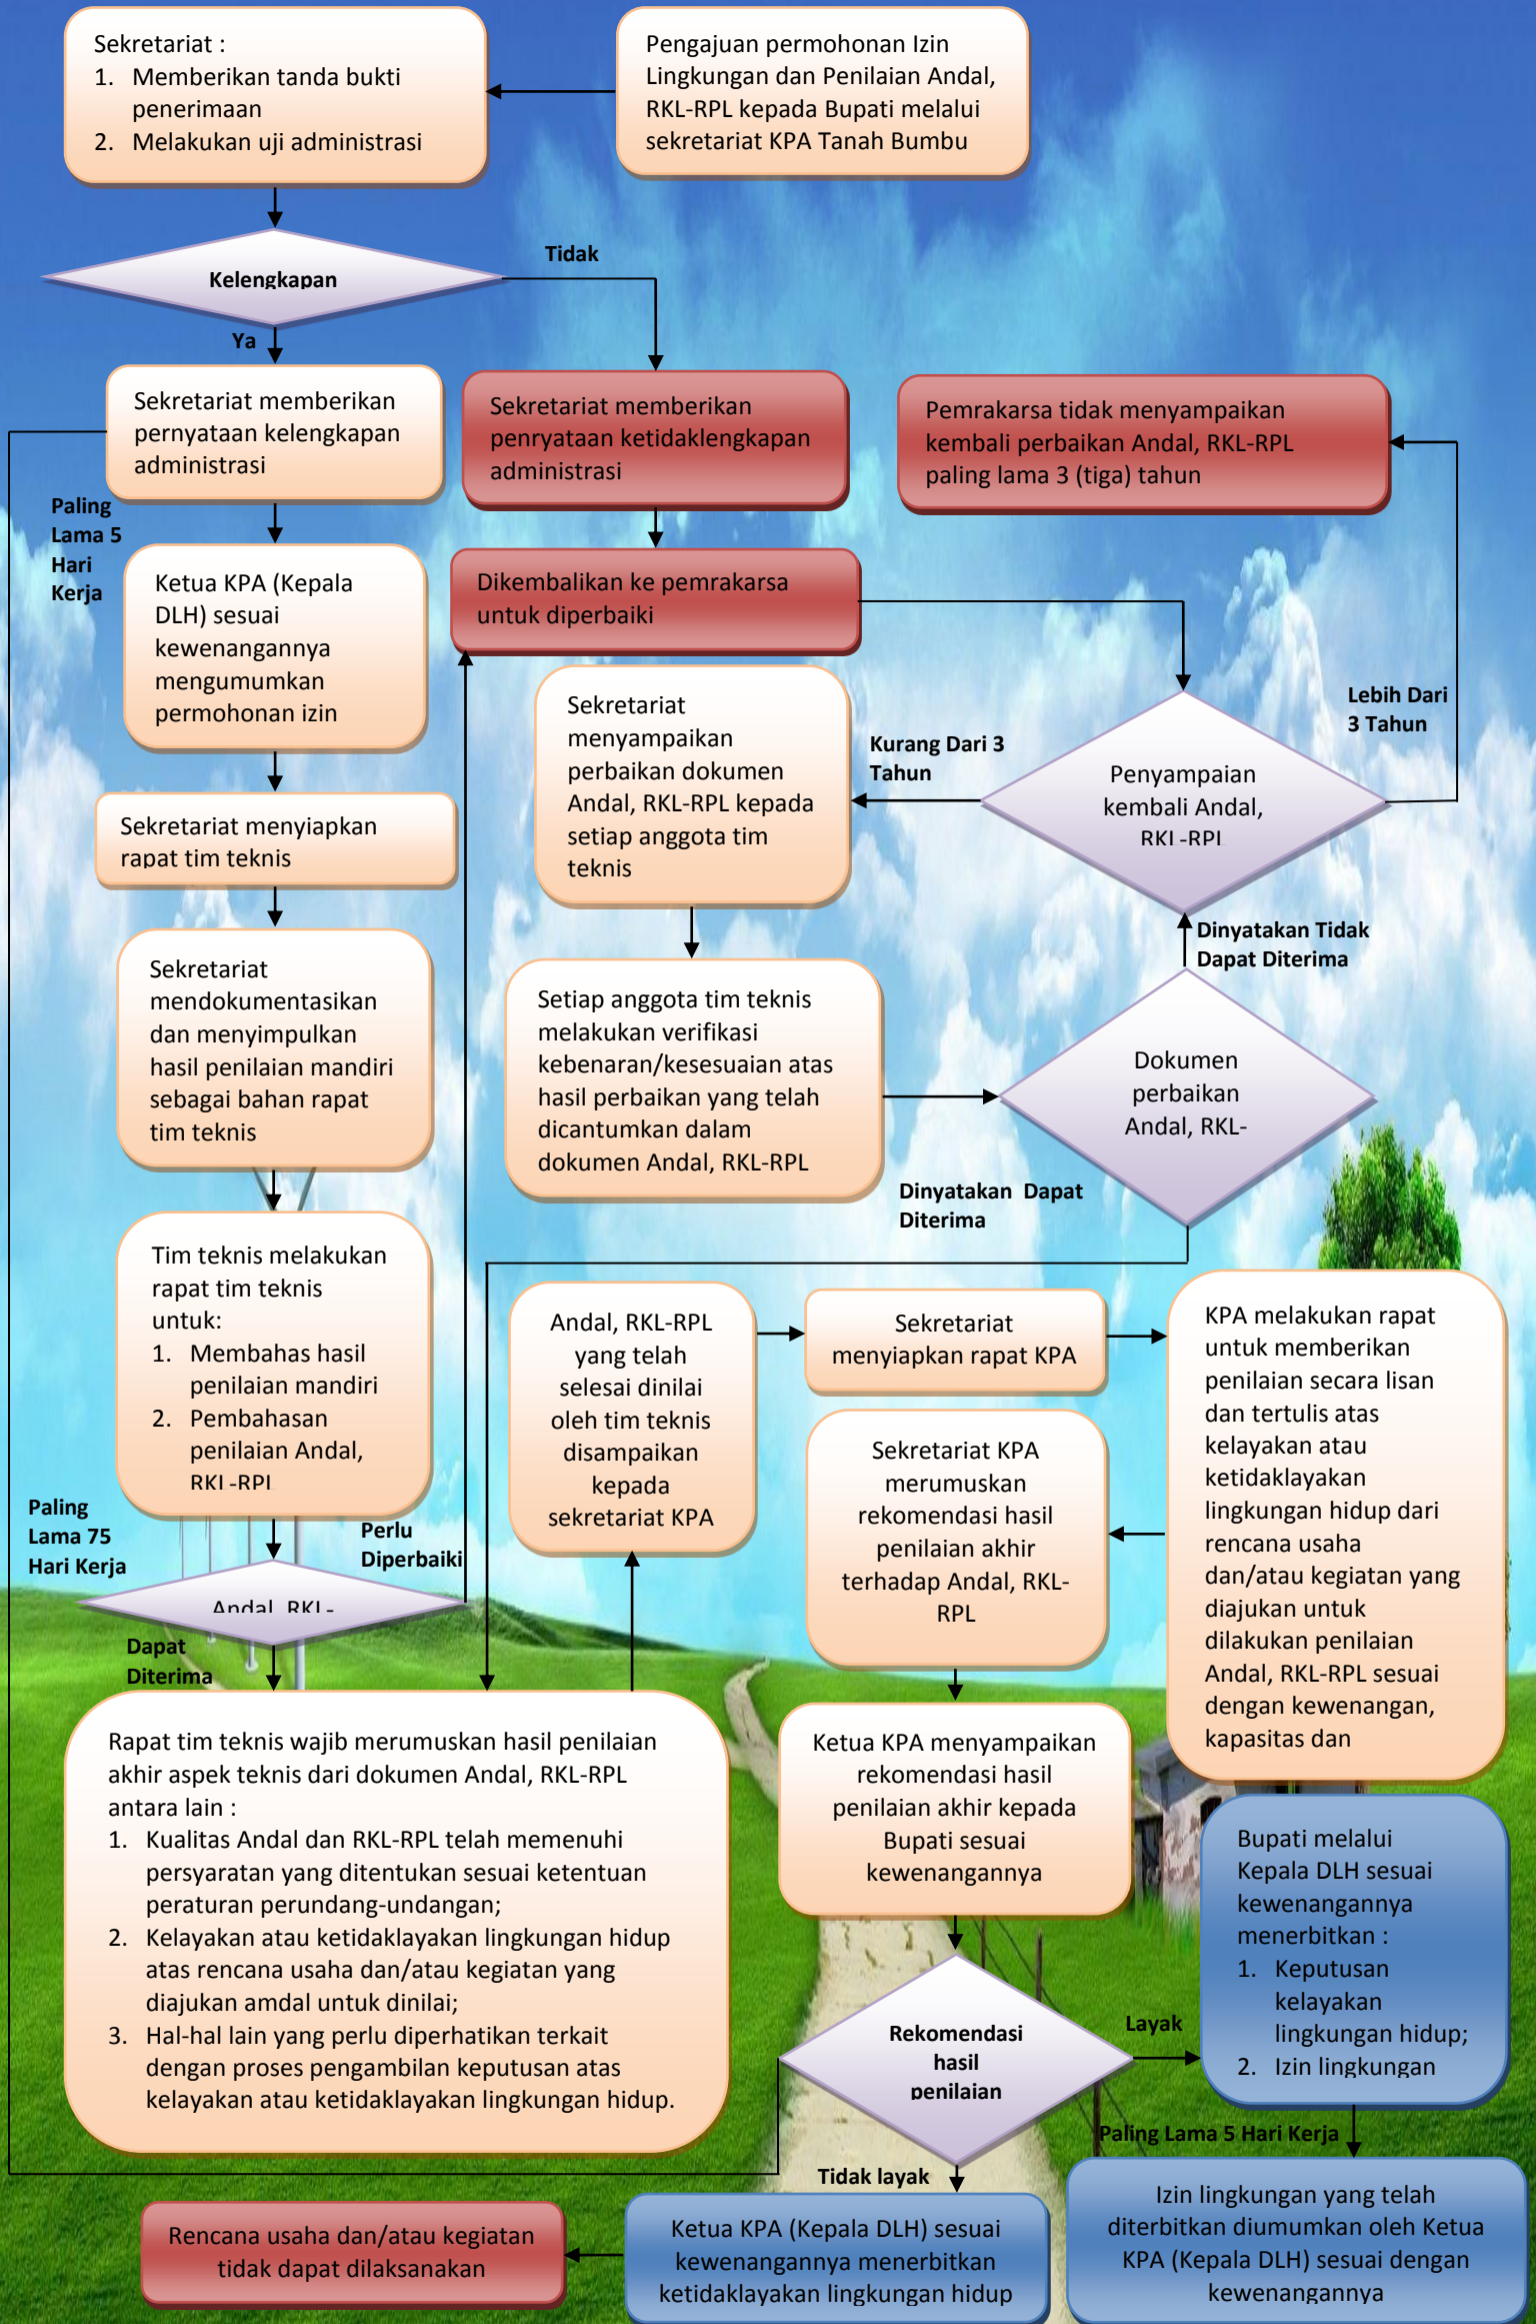 Sekretariat :
1. Memberikan tanda bukti
penerimaan
2. Melakukan uji administrasi
Pengajuan permohonan Izin
Lingkungan dan Penilaian Andal,
RKL-RPL kepada Bupati melalui
sekretariat KPA Tanah Bumbu
Kelengkapan
Tidak
Ya
Sekretariat memberikan
pernyataan kelengkapan
administrasi
Sekretariat memberikan
penryataan ketidaklengkapan
administrasi
Pemrakarsa tidak menyampaikan
kembali perbaikan Andal, RKL-RPL
paling lama 3 (tiga) tahun
Paling
Lama 5
Hari
Kerja
Ketua KPA (Kepala
DLH) sesuai
kewenangannya
mengumumkan
permohonan izin
Dikembalikan ke pemrakarsa
untuk diperbaiki
Sekretariat
menyampaikan
perbaikan dokumen
Andal, RKL-RPL kepada
setiap anggota tim
teknis
Kurang Dari 3
Tahun
Penyampaian
kembali Andal,
RKL-RPL
Lebih Dari
3 Tahun
Sekretariat menyiapkan
rapat tim teknis
Dinyatakan Tidak
Dapat Diterima
Sekretariat
mendokumentasikan
dan menyimpulkan
hasil penilaian mandiri
sebagai bahan rapat
tim teknis
Setiap anggota tim teknis
melakukan verifikasi
kebenaran/kesesuaian atas
hasil perbaikan yang telah
dicantumkan dalam
dokumen Andal, RKL-RPL
Dokumen
perbaikan
Andal, RKL-
Dinyatakan Dapat
Diterima
Tim teknis melakukan
rapat tim teknis
untuk:
1. Membahas hasil
penilaian mandiri
2. Pembahasan
penilaian Andal,
RKL-RPL
Andal, RKL-RPL
yang telah
selesai dinilai
oleh tim teknis
disampaikan
kepada
sekretariat KPA
Sekretariat
menyiapkan rapat KPA
KPA melakukan rapat
untuk memberikan
penilaian secara lisan
dan tertulis atas
kelayakan atau
ketidaklayakan
lingkungan hidup dari
rencana usaha
dan/atau kegiatan yang
diajukan untuk
dilakukan penilaian
Andal, RKL-RPL sesuai
dengan kewenangan,
kapasitas dan
Sekretariat KPA
merumuskan
rekomendasi hasil
penilaian akhir
terhadap Andal, RKL-
RPL
Paling
Lama 75
Hari Kerja
Perlu
Diperbaiki
Andal, RKL-
Dapat
Diterima
Rapat tim teknis wajib merumuskan hasil penilaian
akhir aspek teknis dari dokumen Andal, RKL-RPL
antara lain :
1. Kualitas Andal dan RKL-RPL telah memenuhi
persyaratan yang ditentukan sesuai ketentuan
peraturan perundang-undangan;
2. Kelayakan atau ketidaklayakan lingkungan hidup
atas rencana usaha dan/atau kegiatan yang
diajukan amdal untuk dinilai;
3. Hal-hal lain yang perlu diperhatikan terkait
dengan proses pengambilan keputusan atas
kelayakan atau ketidaklayakan lingkungan hidup.
Ketua KPA menyampaikan
rekomendasi hasil
penilaian akhir kepada
Bupati sesuai
kewenangannya
Bupati melalui
Kepala DLH sesuai
kewenangannya
menerbitkan :
1. Keputusan
kelayakan
lingkungan hidup;
2. Izin lingkungan
Rekomendasi
hasil
penilaian
Layak
Paling Lama 5 Hari Kerja
Tidak layak
Rencana usaha dan/atau kegiatan
tidak dapat dilaksanakan
Ketua KPA (Kepala DLH) sesuai
kewenangannya menerbitkan
ketidaklayakan lingkungan hidup
Izin lingkungan yang telah
diterbitkan diumumkan oleh Ketua
KPA (Kepala DLH) sesuai dengan
kewenangannya